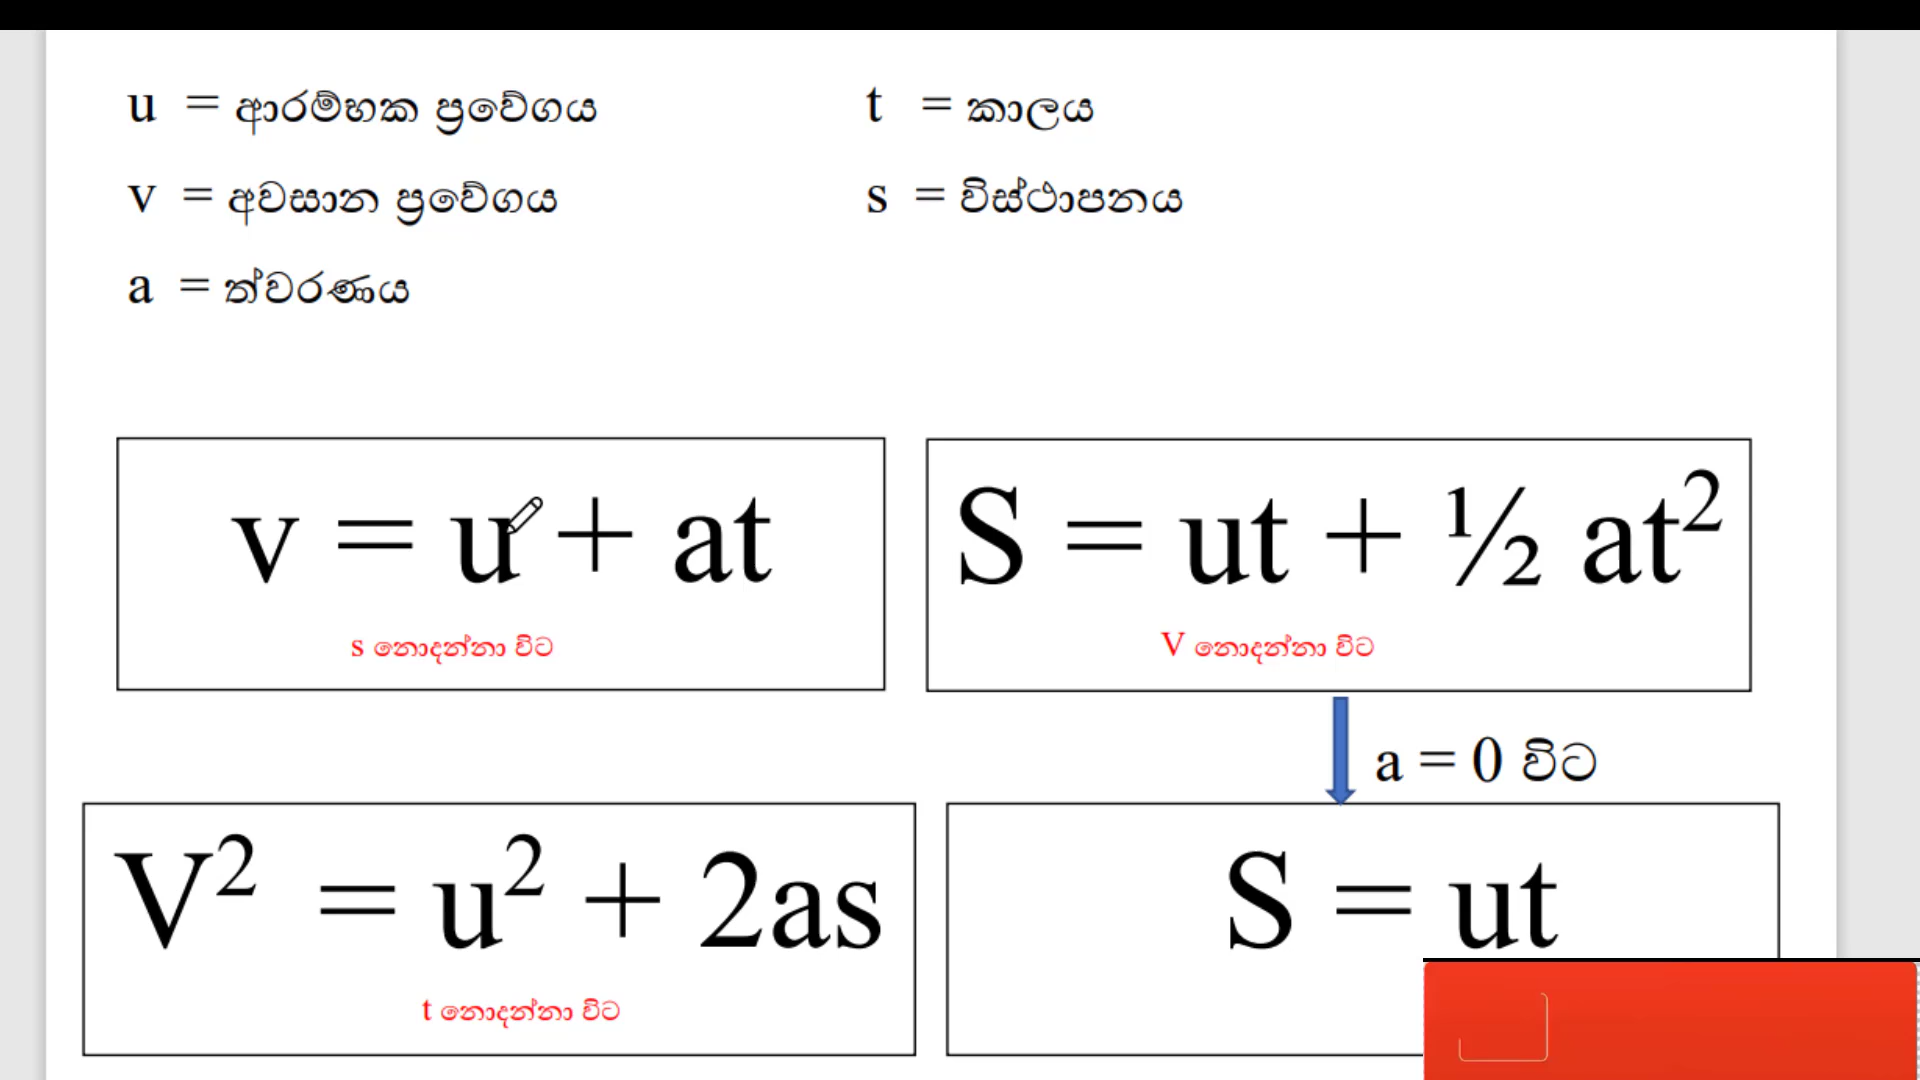 u = ආරම්භක ප්‍රවේගය
t = කාලය
v = අවසාන ප්‍රවේගය
s = විස්ථාපනය
a = ත්වරණය
v = u + at
s නොදන්නා විට
S = ut + ½ at²
V නොදන්නා විට
a = 0 විට
V² = u² + 2as
t නොදන්නා විට
S = ut